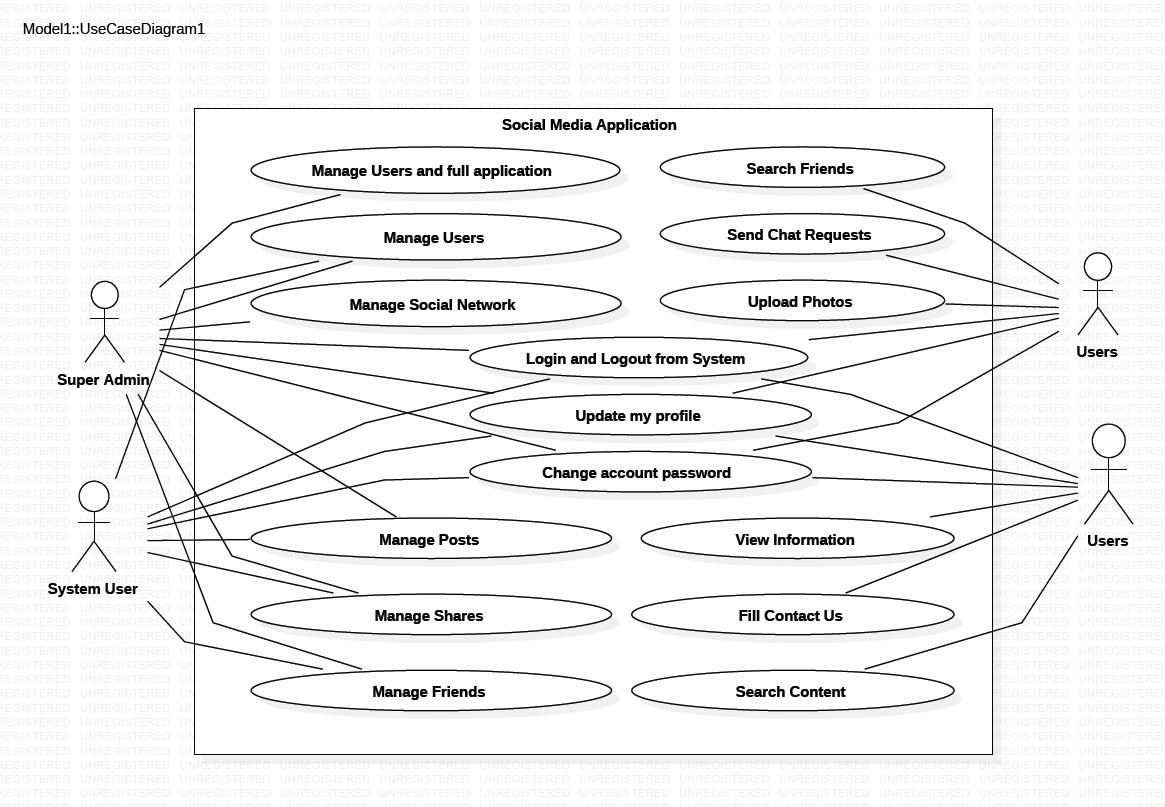 Model1::UseCaseDiagram1
Social Media Application
Manage Users and full application
Search Friends
Manage Users
Send Chat Requests
Manage Social Network
Upload Photos
Login and Logout from System
Users
Super Admin
Update my profile
Change account password
Manage Posts
View Information
Users
System User
Manage Shares
Fill Contact Us
Manage Friends
Search Content
UNREGISTERED